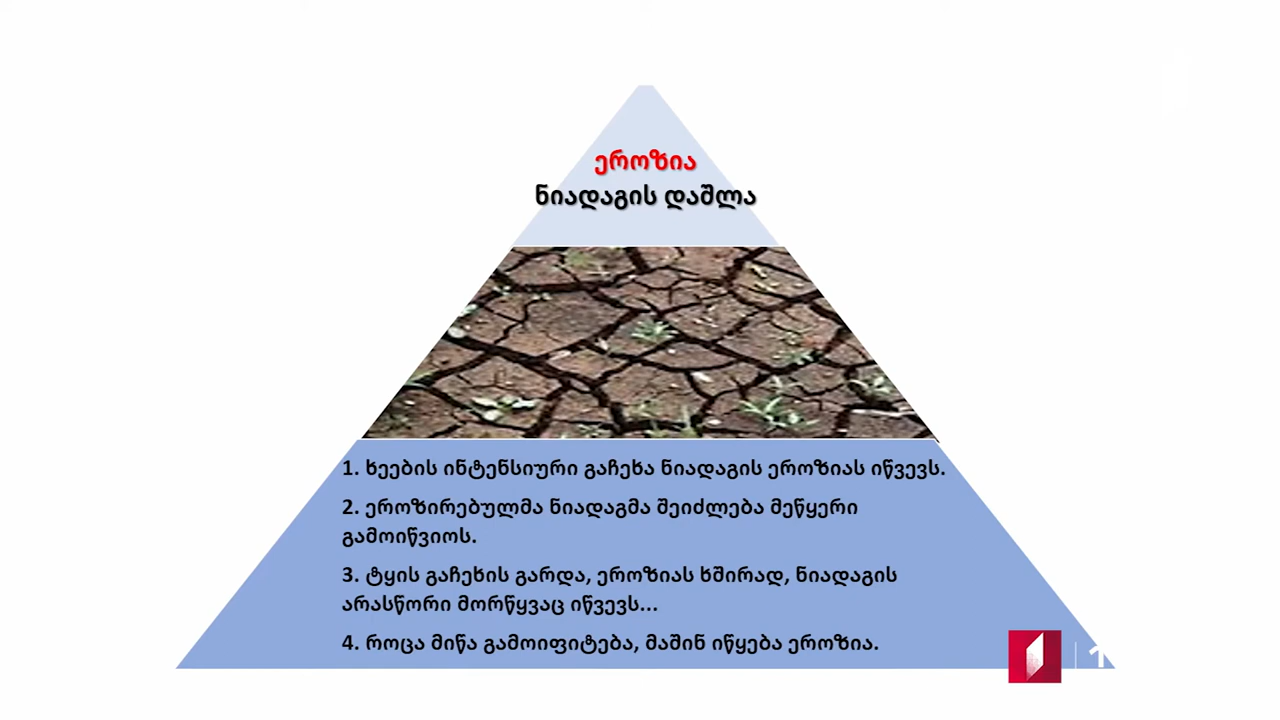 ეროზია
ნიადაგის დაშლა
1. ხეების ინტენსიური გაჩეხა ნიადაგის ეროზიას იწვევს.
2. ეროზირებულმა ნიადაგმა შეიძლება მეწყერი
გამოიწვიოს.
3. ტყის გაჩეხის გარდა, ეროზიას ხშირად, ნიადაგის
არასწორი მორწყვაც იწვევს...
4. როცა მიწა გამოიფიტება, მაშინ იწყება ეროზია.
1